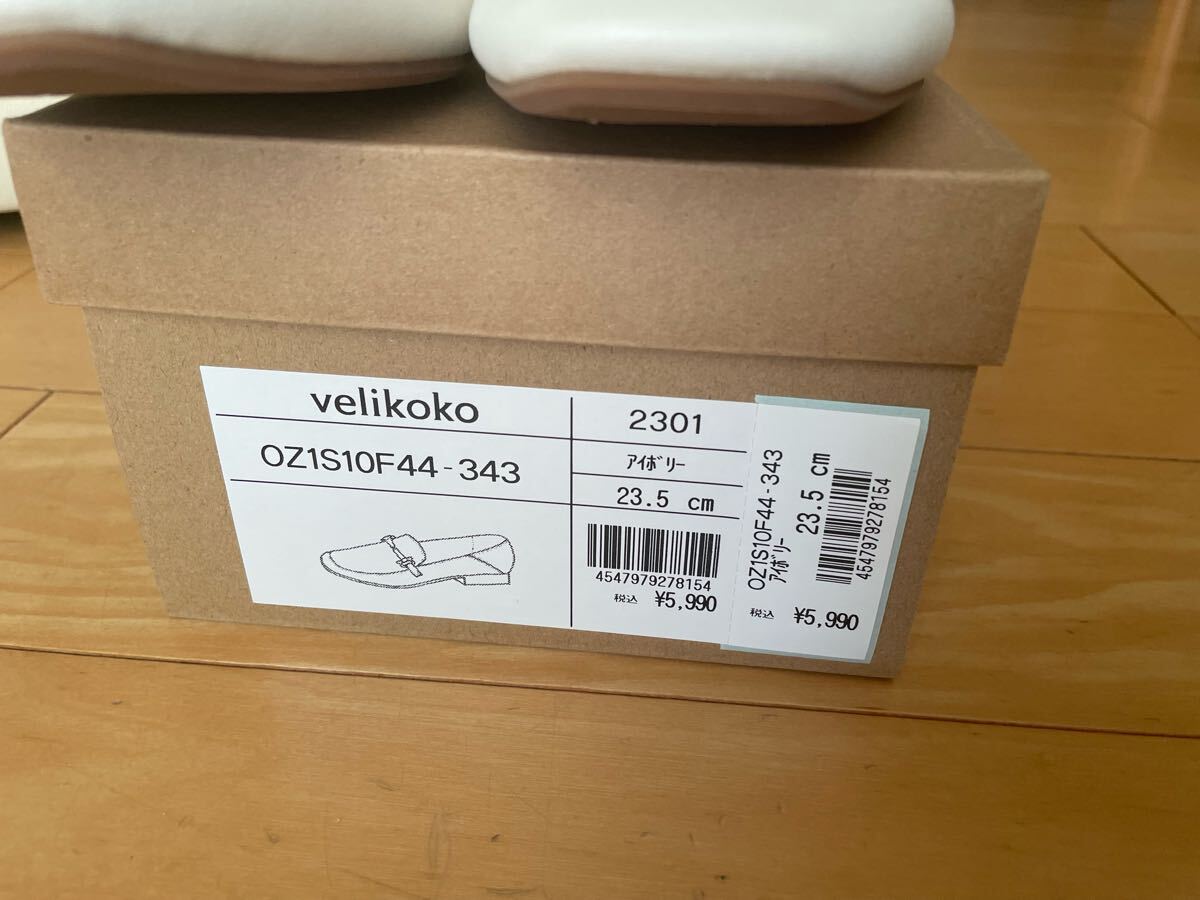 velikoko
OZ1S10F44-343
2301
ｱｲﾎﾞﾘｰ
23.5 cm
4547979278154
税込 ¥5,990
OZ1S10F44-343
ｱｲﾎﾞﾘｰ 23.5 cm
4547979278154
税込 ¥5,990